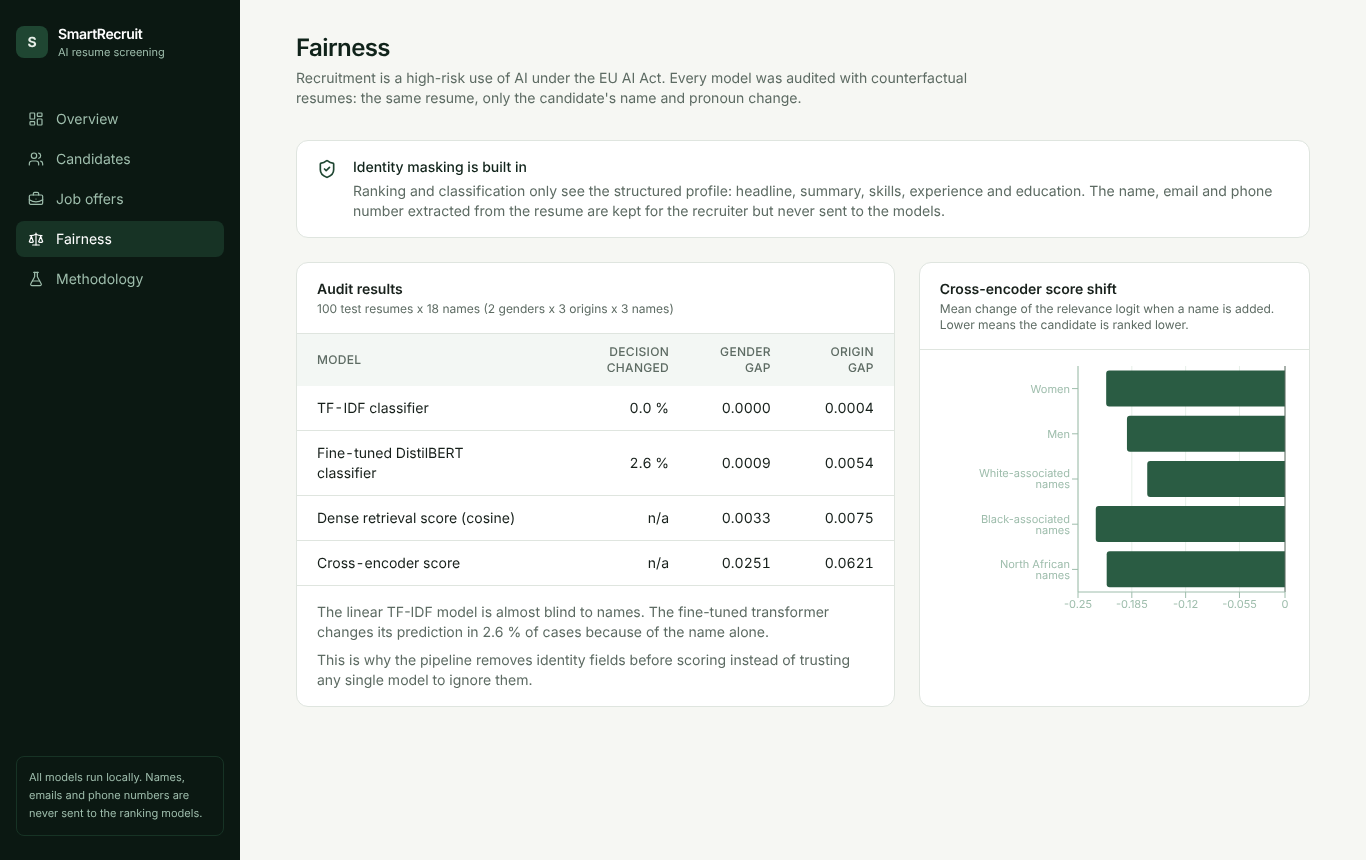 S
SmartRecruit
AI resume screening
Overview
Candidates
Job offers
Fairness
Methodology
All models run locally. Names,
emails and phone numbers are
never sent to the ranking models.
Fairness
Recruitment is a high-risk use of AI under the EU AI Act. Every model was audited with counterfactual
resumes: the same resume, only the candidate's name and pronoun change.
Identity masking is built in
Ranking and classification only see the structured profile: headline, summary, skills, experience and education. The name, email and phone
number extracted from the resume are kept for the recruiter but never sent to the models.
Audit results
100 test resumes x 18 names (2 genders x 3 origins x 3 names)
MODEL DECISION CHANGED GENDER GAP ORIGIN GAP
TF-IDF classifier 0.0 % 0.0000 0.0004
Fine-tuned DistilBERT
classifier 2.6 % 0.0009 0.0054
Dense retrieval score (cosine) n/a 0.0033 0.0075
Cross-encoder score n/a 0.0251 0.0621
The linear TF-IDF model is almost blind to names. The fine-tuned transformer
changes its prediction in 2.6 % of cases because of the name alone.
This is why the pipeline removes identity fields before scoring instead of trusting
any single model to ignore them.
Cross-encoder score shift
Mean change of the relevance logit when a name is added.
Lower means the candidate is ranked lower.
Women
Men
White-associated
names
Black-associated
names
North African
names
-0.25 -0.185 -0.12 -0.055 0